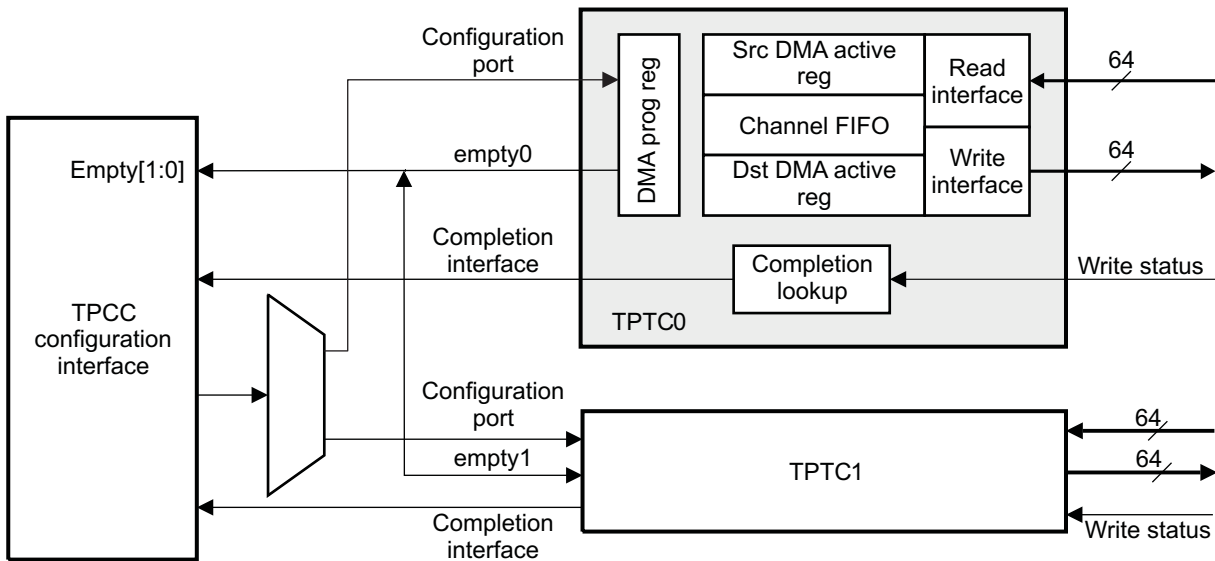 Configuration
port
DMA prog reg
Src DMA active
reg
Read
interface
64
Channel FIFO
Empty[1:0]
empty0
Dst DMA active
reg
Write
interface
64
Completion
interface
Completion
lookup
Write status
TPTC0
TPCC
configuration
interface
Configuration
port
empty1
TPTC1
64
64
Completion
interface
Write status